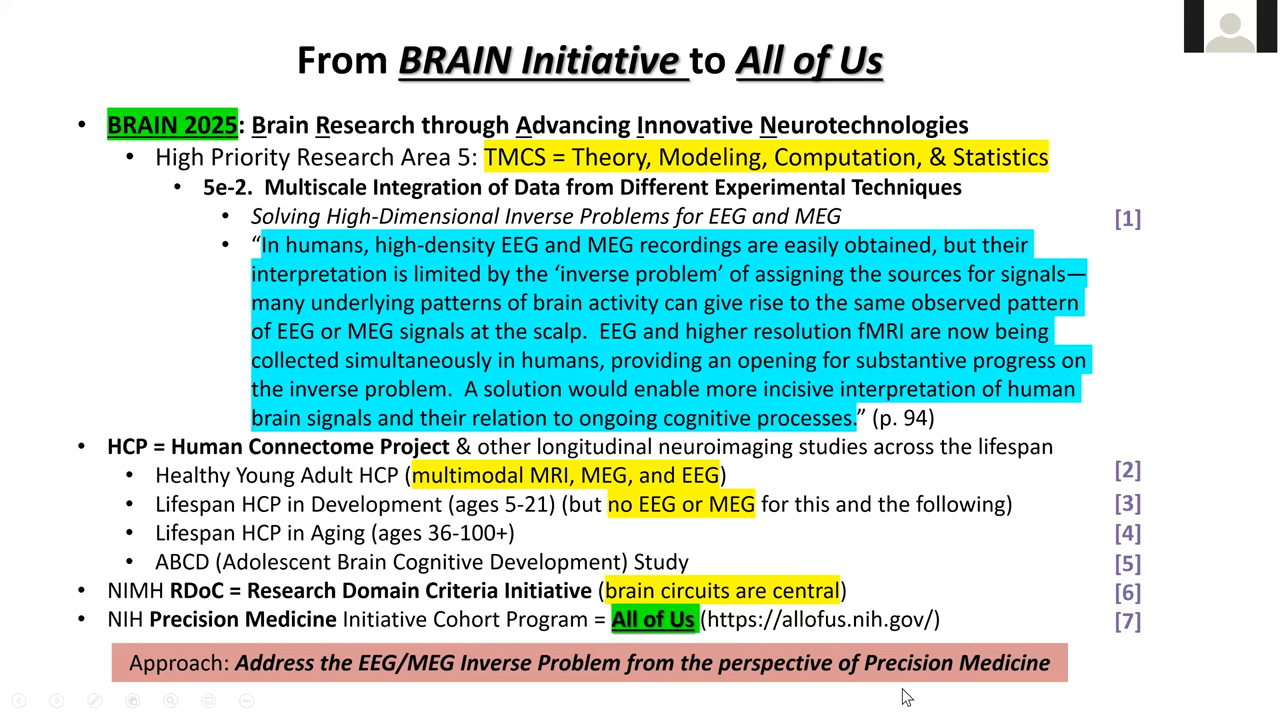 From BRAIN Initiative to All of Us
• BRAIN 2025: Brain Research through Advancing Innovative Neurotechnologies
• High Priority Research Area 5: TMCS = Theory, Modeling, Computation, & Statistics
• 5e-2. Multiscale Integration of Data from Different Experimental Techniques
• Solving High-Dimensional Inverse Problems for EEG and MEG [1]
• “In humans, high-density EEG and MEG recordings are easily obtained, but their
interpretation is limited by the ‘inverse problem’ of assigning the sources for signals—
many underlying patterns of brain activity can give rise to the same observed pattern
of EEG or MEG signals at the scalp. EEG and higher resolution fMRI are now being
collected simultaneously in humans, providing an opening for substantive progress on
the inverse problem. A solution would enable more incisive interpretation of human
brain signals and their relation to ongoing cognitive processes.” (p. 94)
• HCP = Human Connectome Project & other longitudinal neuroimaging studies across the lifespan
• Healthy Young Adult HCP (multimodal MRI, MEG, and EEG) [2]
• Lifespan HCP in Development (ages 5-21) (but no EEG or MEG for this and the following) [3]
• Lifespan HCP in Aging (ages 36-100+) [4]
• ABCD (Adolescent Brain Cognitive Development) Study [5]
• NIMH RDoC = Research Domain Criteria Initiative (brain circuits are central) [6]
• NIH Precision Medicine Initiative Cohort Program = All of Us (https://allofus.nih.gov/) [7]
Approach: Address the EEG/MEG Inverse Problem from the perspective of Precision Medicine